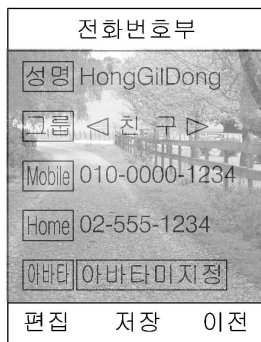 전화번호부
성명 HongGilDong
그룹 ◁ 친 구 ▷
Mobile 010-0000-1234
Home 02-555-1234
아바타 아바타미지정
편집 저장 이전